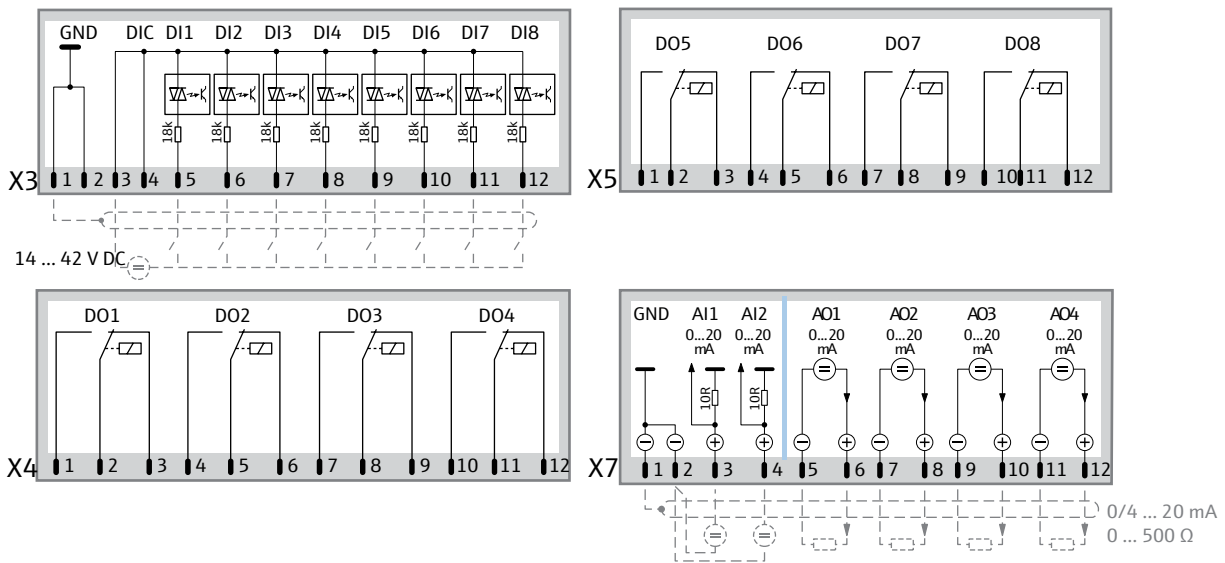 GND DIC DI1 DI2 DI3 DI4 DI5 DI6 DI7 DI8
18k 18k 18k 18k 18k 18k 18k 18k
X3 1 2 3 4 5 6 7 8 9 10 11 12
14 ... 42 V DC
DO5 DO6 DO7 DO8
X5 1 2 3 4 5 6 7 8 9 10 11 12
DO1 DO2 DO3 DO4
X4 1 2 3 4 5 6 7 8 9 10 11 12
GND AI1 AI2 AO1 AO2 AO3 AO4
0...20 0...20 0...20 0...20 0...20 0...20
mA mA mA mA mA mA
10R 10R
X7 1 2 3 4 5 6 7 8 9 10 11 12
0/4 ... 20 mA
0 ... 500 Ω